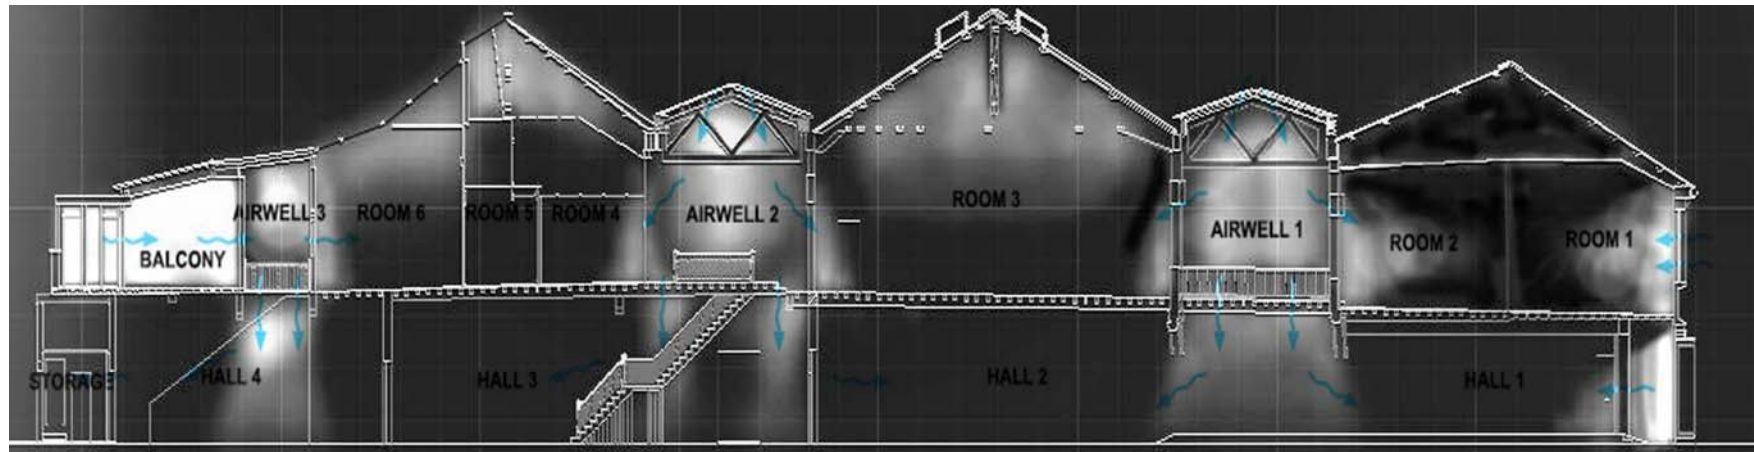 BALCONY
AIRWELL 3
ROOM 6
ROOM 5
ROOM 4
AIRWELL 2
ROOM 3
AIRWELL 1
ROOM 2
ROOM 1
STORAGE
HALL 4
HALL 3
HALL 2
HALL 1